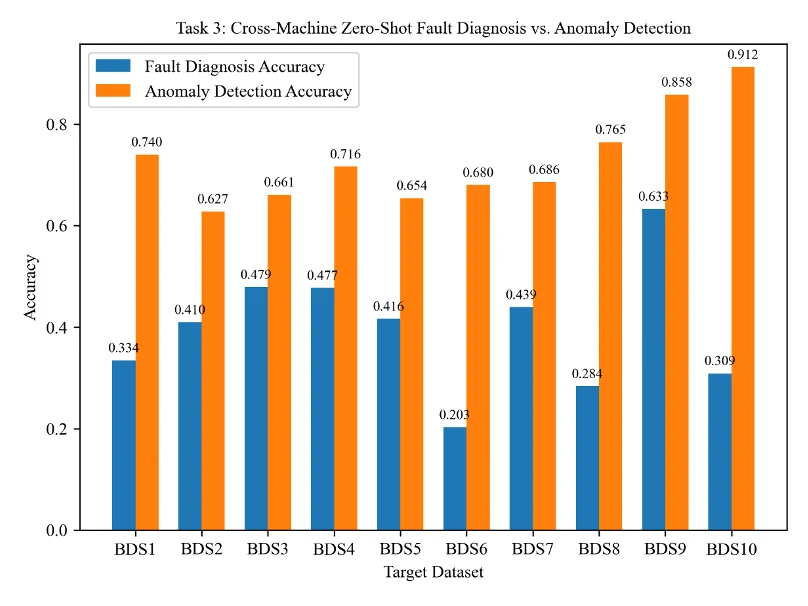 Task 3: Cross-Machine Zero-Shot Fault Diagnosis vs. Anomaly Detection
Fault Diagnosis Accuracy
Anomaly Detection Accuracy
Accuracy
0.8
0.6
0.4
0.2
0.0
0.334
0.740
0.410
0.627
0.479
0.661
0.477
0.716
0.416
0.654
0.203
0.680
0.439
0.686
0.284
0.765
0.633
0.858
0.309
0.912
BDS1
BDS2
BDS3
BDS4
BDS5
BDS6
BDS7
BDS8
BDS9
BDS10
Target Dataset